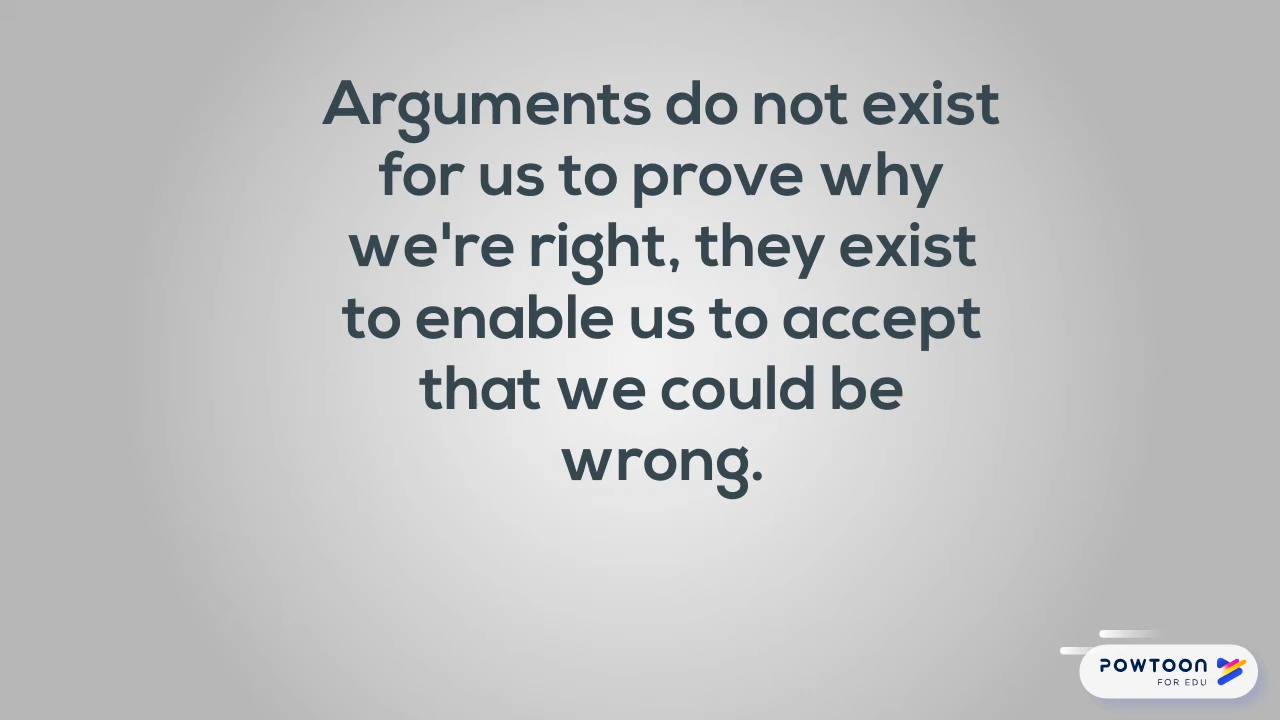 Arguments do not exist
for us to prove why
we're right, they exist
to enable us to accept
that we could be
wrong.
POWTOON
FOR EDU